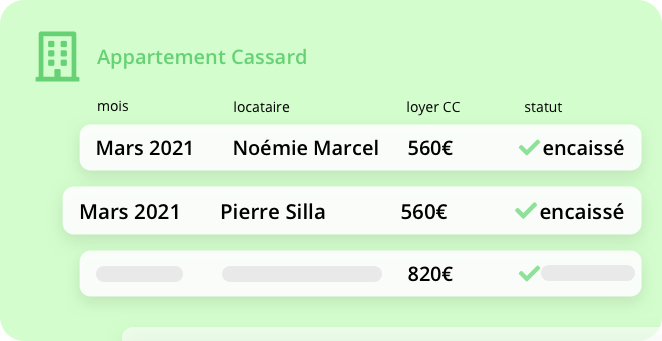 Appartement Cassard
mois locataire loyer CC statut
Mars 2021 Noémie Marcel 560€ encaissé
Mars 2021 Pierre Silla 560€ encaissé
820€